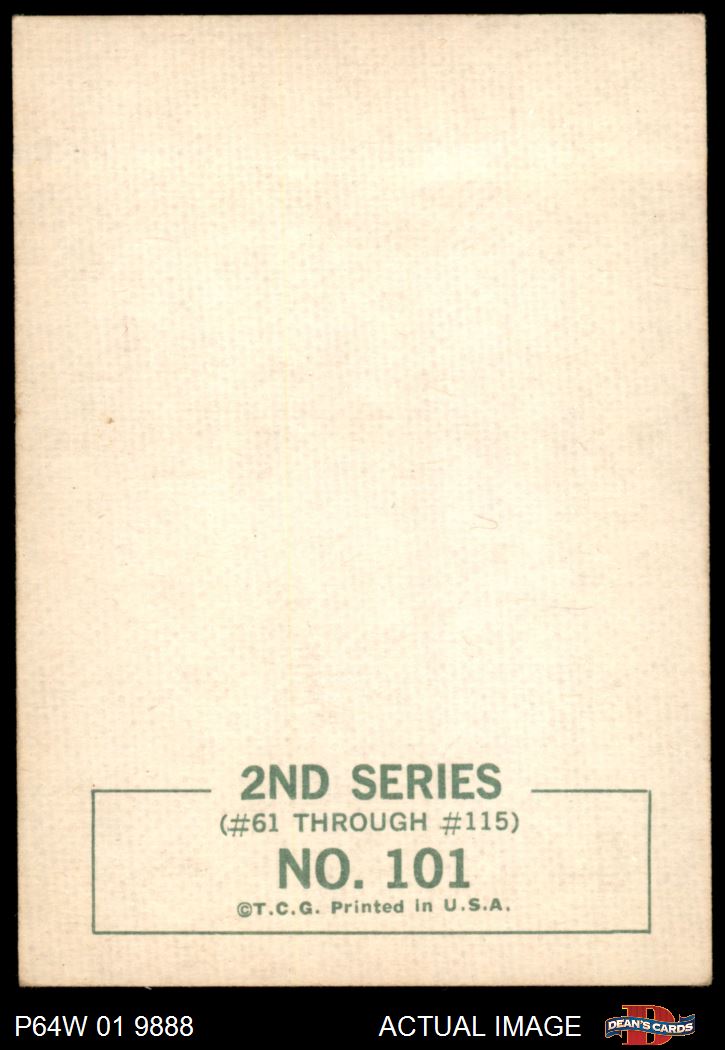 2ND SERIES
(#61 THROUGH #115)
NO. 101
©T.C.G. Printed in U.S.A.
P64W 01 9888
ACTUAL IMAGE
DEAN'S CARDS